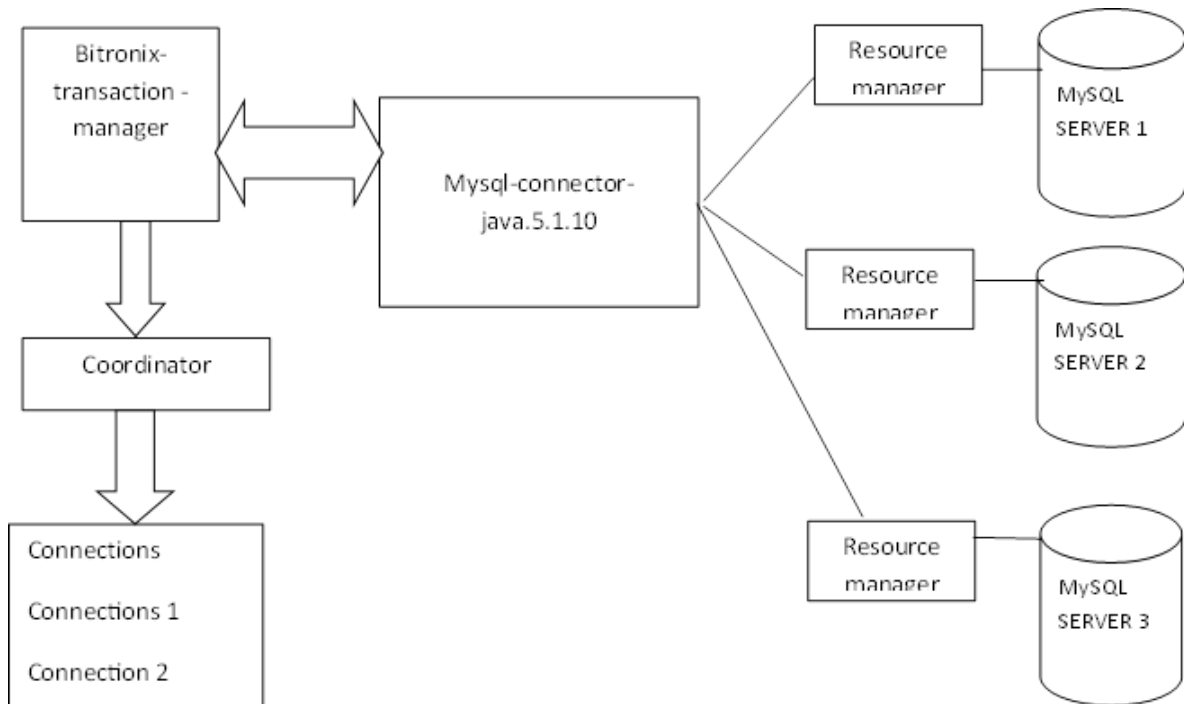 Bitronix-
transaction -
manager
Mysql-connector-
java.5.1.10
Coordinator
Connections
Connections 1
Connection 2
Resource
manager
MySQL
SERVER 1
Resource
manager
MySQL
SERVER 2
Resource
manager
MySQL
SERVER 3